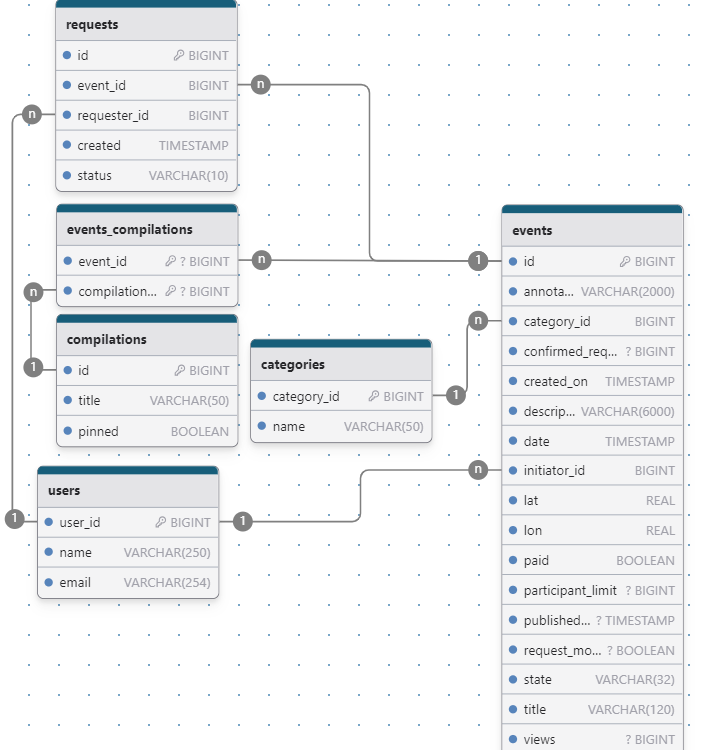 requests
id BIGINT
event_id BIGINT
n
n
requester_id BIGINT
created TIMESTAMP
status VARCHAR(10)
events_compilations
event_id ? BIGINT
n
n
compilation... ? BIGINT
compilations
1
id BIGINT
title VARCHAR(50)
pinned BOOLEAN
categories
category_id BIGINT
1
name VARCHAR(50)
users
1
user_id BIGINT
1
name VARCHAR(250)
email VARCHAR(254)
events
1
id BIGINT
annota... VARCHAR(2000)
n
category_id BIGINT
confirmed_req... ? BIGINT
created_on TIMESTAMP
descrip... VARCHAR(6000)
date TIMESTAMP
n
initiator_id BIGINT
lat REAL
lon REAL
paid BOOLEAN
participant_limit ? BIGINT
published... ? TIMESTAMP
request_mo... ? BOOLEAN
state VARCHAR(32)
title VARCHAR(120)
views ? BIGINT